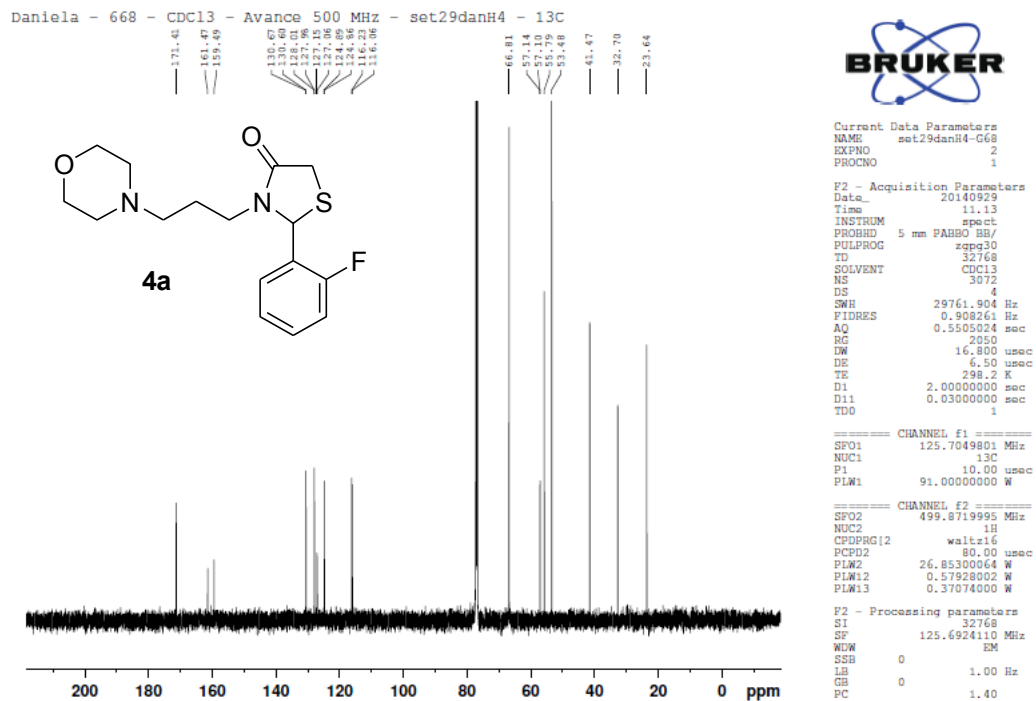 Daniela - 668 - CDCl3 - Avance 500 MHz - set29danH4 - 13C
171.41
161.47
159.49
130.67
130.60
128.01
127.98
127.15
127.06
124.89
124.86
116.23
116.06
66.81
57.14
57.10
55.79
53.48
41.47
32.70
23.64
O
O
N
N
S
F
4a
200 180 160 140 120 100 80 60 40 20 0 ppm
BRUKER
Current Data Parameters
NAME set29danH4-G68
EXPNO 2
PROCNO 1
F2 - Acquisition Parameters
Date_ 20140929
Time 11.13
INSTRUM spect
PROBHD 5 mm PABBO BB/
PULPROG zgpg30
TD 32768
SOLVENT CDCl3
NS 3072
DS 4
SWH 29761.904 Hz
FIDRES 0.908261 Hz
AQ 0.5505024 sec
RG 2050
DW 16.800 usec
DE 6.50 usec
TE 298.2 K
D1 2.00000000 sec
D11 0.03000000 sec
TD0 1
======== CHANNEL f1 ========
SFO1 125.7049801 MHz
NUC1 13C
P1 10.00 usec
PLW1 91.00000000 W
======== CHANNEL f2 ========
SFO2 499.8719995 MHz
NUC2 1H
CPDPRG[2 waltz16
PCPD2 80.00 usec
PLW2 26.85300064 W
PLW12 0.57928002 W
PLW13 0.37074000 W
F2 - Processing parameters
SI 32768
SF 125.6924110 MHz
WDW EM
SSB 0
LB 1.00 Hz
GB 0
PC 1.40